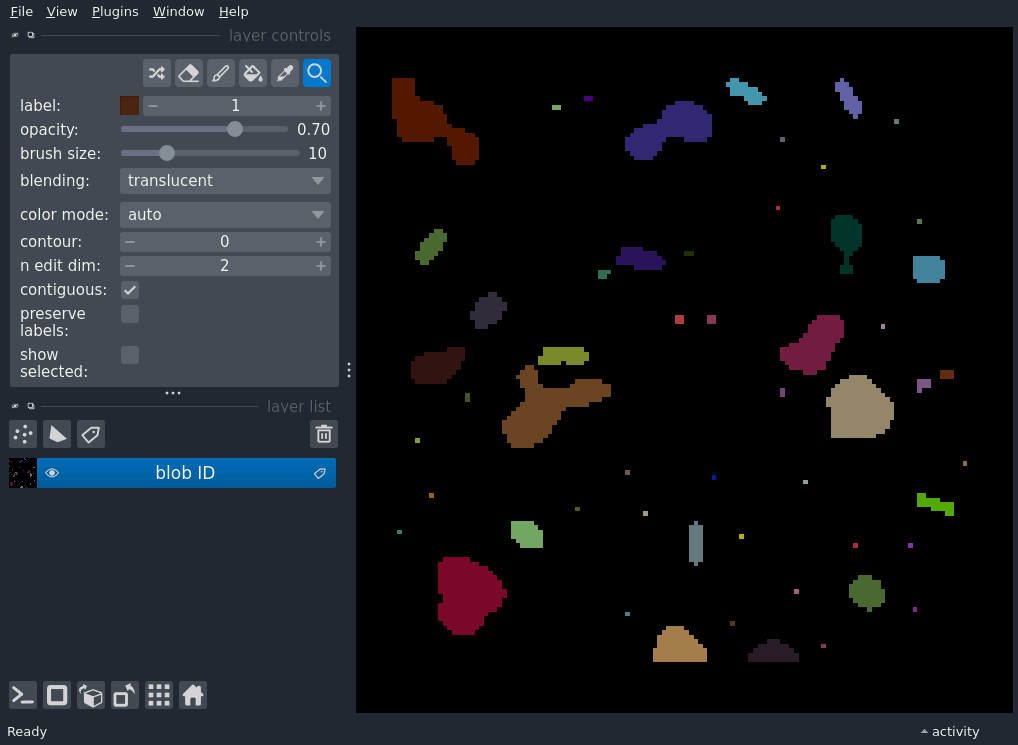 File View Plugins Window Help
layer controls
label: 1
opacity: 0.70
brush size: 10
blending: translucent
color mode: auto
contour: 0
n edit dim: 2
contiguous:
preserve
labels:
show
selected:
layer list
blob ID
Ready activity